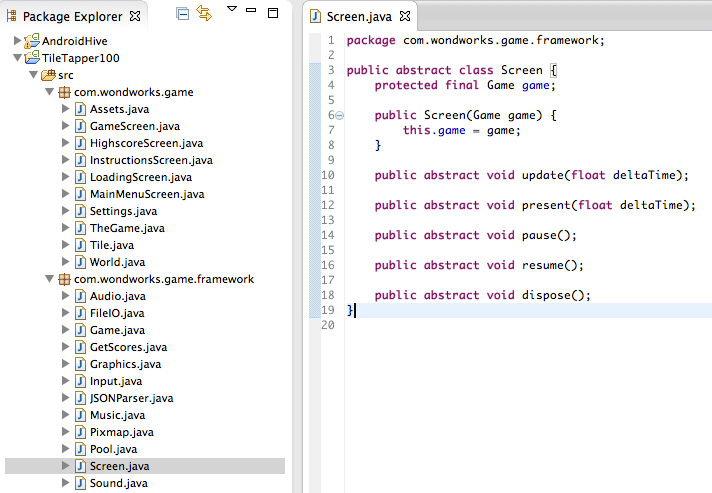 Package Explorer
AndroidHive
TileTapper100
src
com.wondworks.game
Assets.java
GameScreen.java
HighscoreScreen.java
InstructionsScreen.java
LoadingScreen.java
MainMenuScreen.java
Settings.java
TheGame.java
Tile.java
World.java
com.wondworks.game.framework
Audio.java
FileIO.java
Game.java
GetScores.java
Graphics.java
Input.java
JSONParser.java
Music.java
Pixmap.java
Pool.java
Screen.java
Sound.java
Screen.java
1 package com.wondworks.game.framework;
2
3 public abstract class Screen {
4     protected final Game game;
5
6     public Screen(Game game) {
7         this.game = game;
8     }
9
10     public abstract void update(float deltaTime);
11
12     public abstract void present(float deltaTime);
13
14     public abstract void pause();
15
16     public abstract void resume();
17
18     public abstract void dispose();
19 }
20